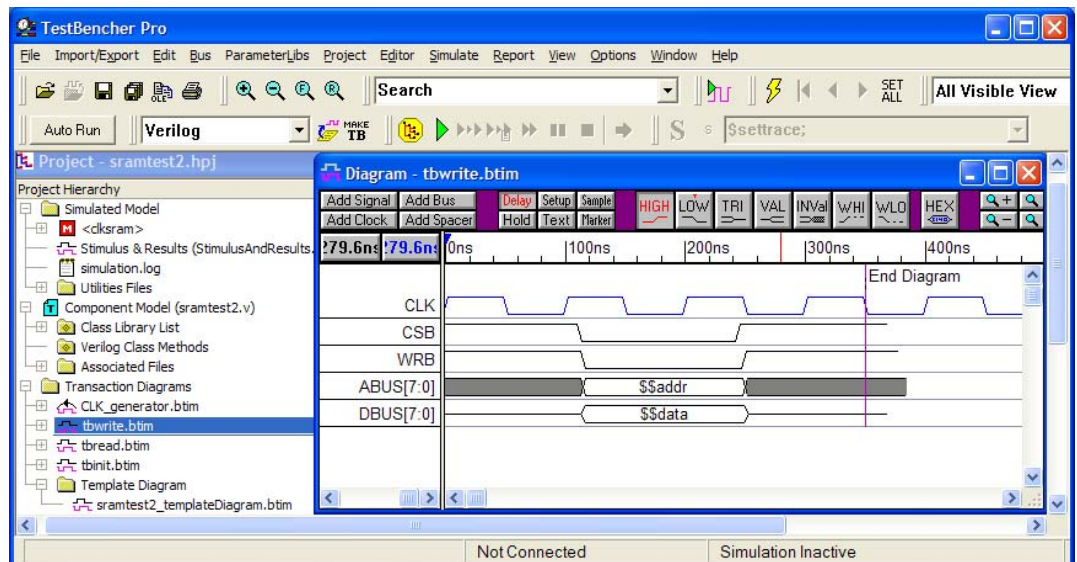 TestBencher Pro
File Import/Export Edit Bus ParameterLibs Project Editor Simulate Report View Options Window Help
Search
SET ALL
All Visible View
Auto Run
Verilog
MAKE TB
S s $settrace;
Project - sramtest2.hpj
Project Hierarchy
Simulated Model
M <clksram>
Stimulus & Results (StimulusAndResults.
simulation.log
Utilities Files
T Component Model (sramtest2.v)
Class Library List
Verilog Class Methods
Associated Files
Transaction Diagrams
CLK_generator.btim
tbwrite.btim
tbread.btim
tbinit.btim
Template Diagram
sramtest2_templateDiagram.btim
Diagram - tbwrite.btim
Add Signal Add Bus Delay Setup Sample HIGH LOW TRI VAL INVal WHI WLO HEX
Add Clock Add Spacer Hold Text Marker
279.6ns 279.6ns 0ns 100ns 200ns 300ns 400ns
End Diagram
CLK
CSB
WRB
ABUS[7:0] $$addr
DBUS[7:0] $$data
Not Connected Simulation Inactive